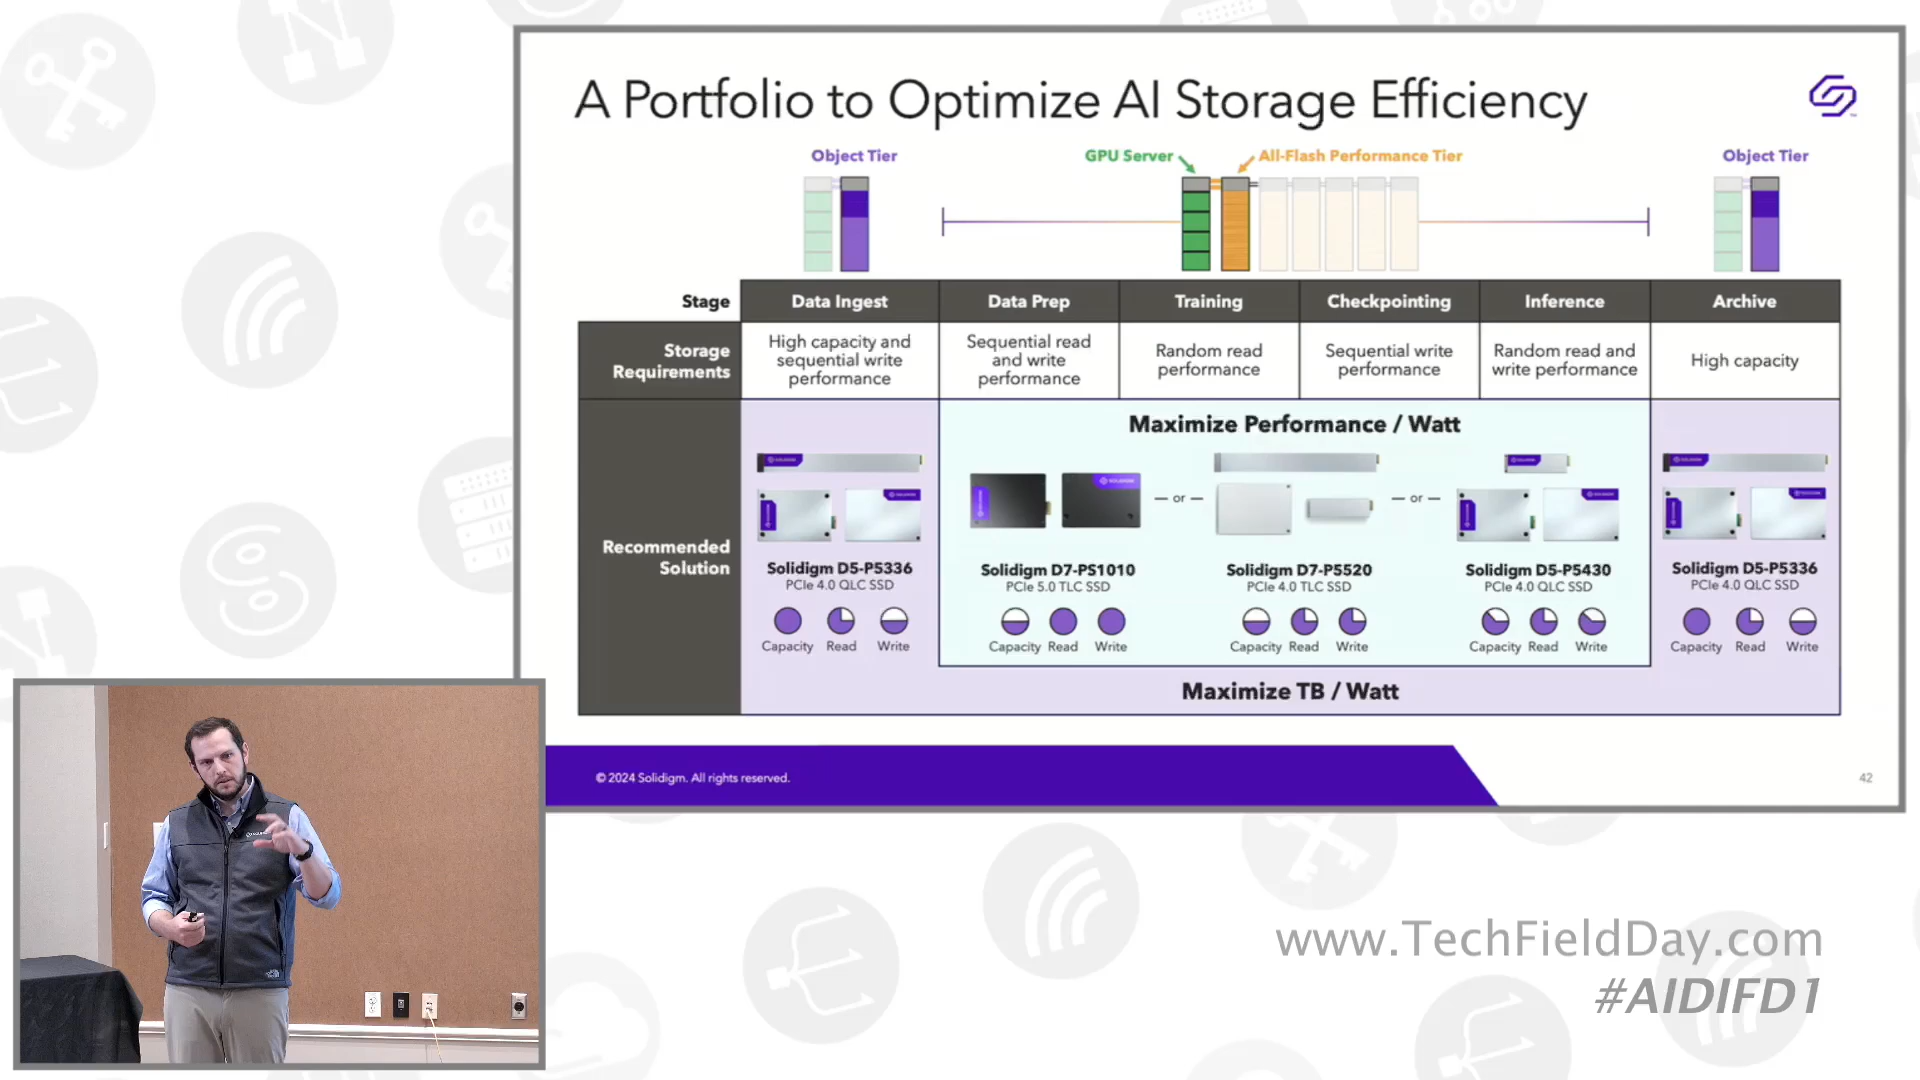 A Portfolio to Optimize AI Storage Efficiency
Object Tier
GPU Server
All-Flash Performance Tier
Object Tier
Stage
Data Ingest
Data Prep
Training
Checkpointing
Inference
Archive
Storage
Requirements
High capacity and
sequential write
performance
Sequential read
and write
performance
Random read
performance
Sequential write
performance
Random read and
write performance
High capacity
Recommended
Solution
Maximize Performance / Watt
Solidigm D5-P5336
PCIe 4.0 QLC SSD
Capacity Read Write
Solidigm D7-PS1010
PCIe 5.0 TLC SSD
Capacity Read Write
— or —
Solidigm D7-P5520
PCIe 4.0 TLC SSD
Capacity Read Write
— or —
Solidigm D5-P5430
PCIe 4.0 QLC SSD
Capacity Read Write
Solidigm D5-P5336
PCIe 4.0 QLC SSD
Capacity Read Write
Maximize TB / Watt
© 2024 Solidigm. All rights reserved.
42
www.TechFieldDay.com
#AIDIFD1